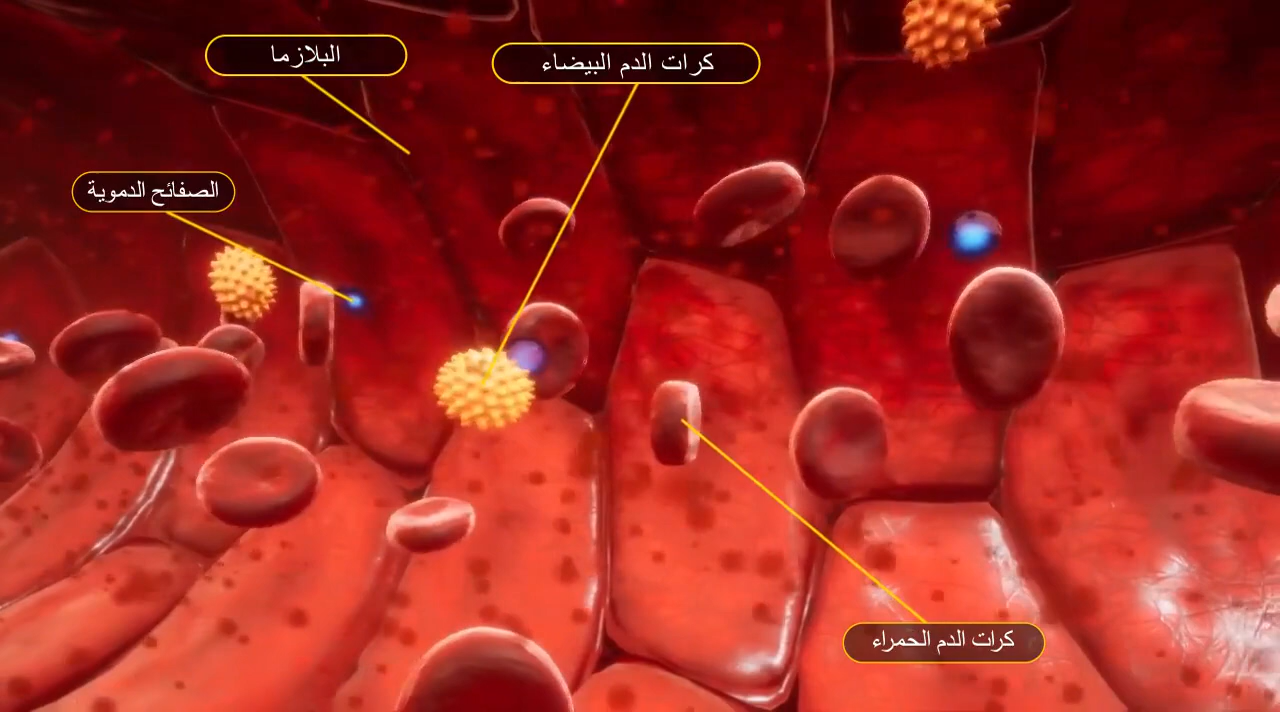 البلازما
كرات الدم البيضاء
الصفائح الدموية
كرات الدم الحمراء